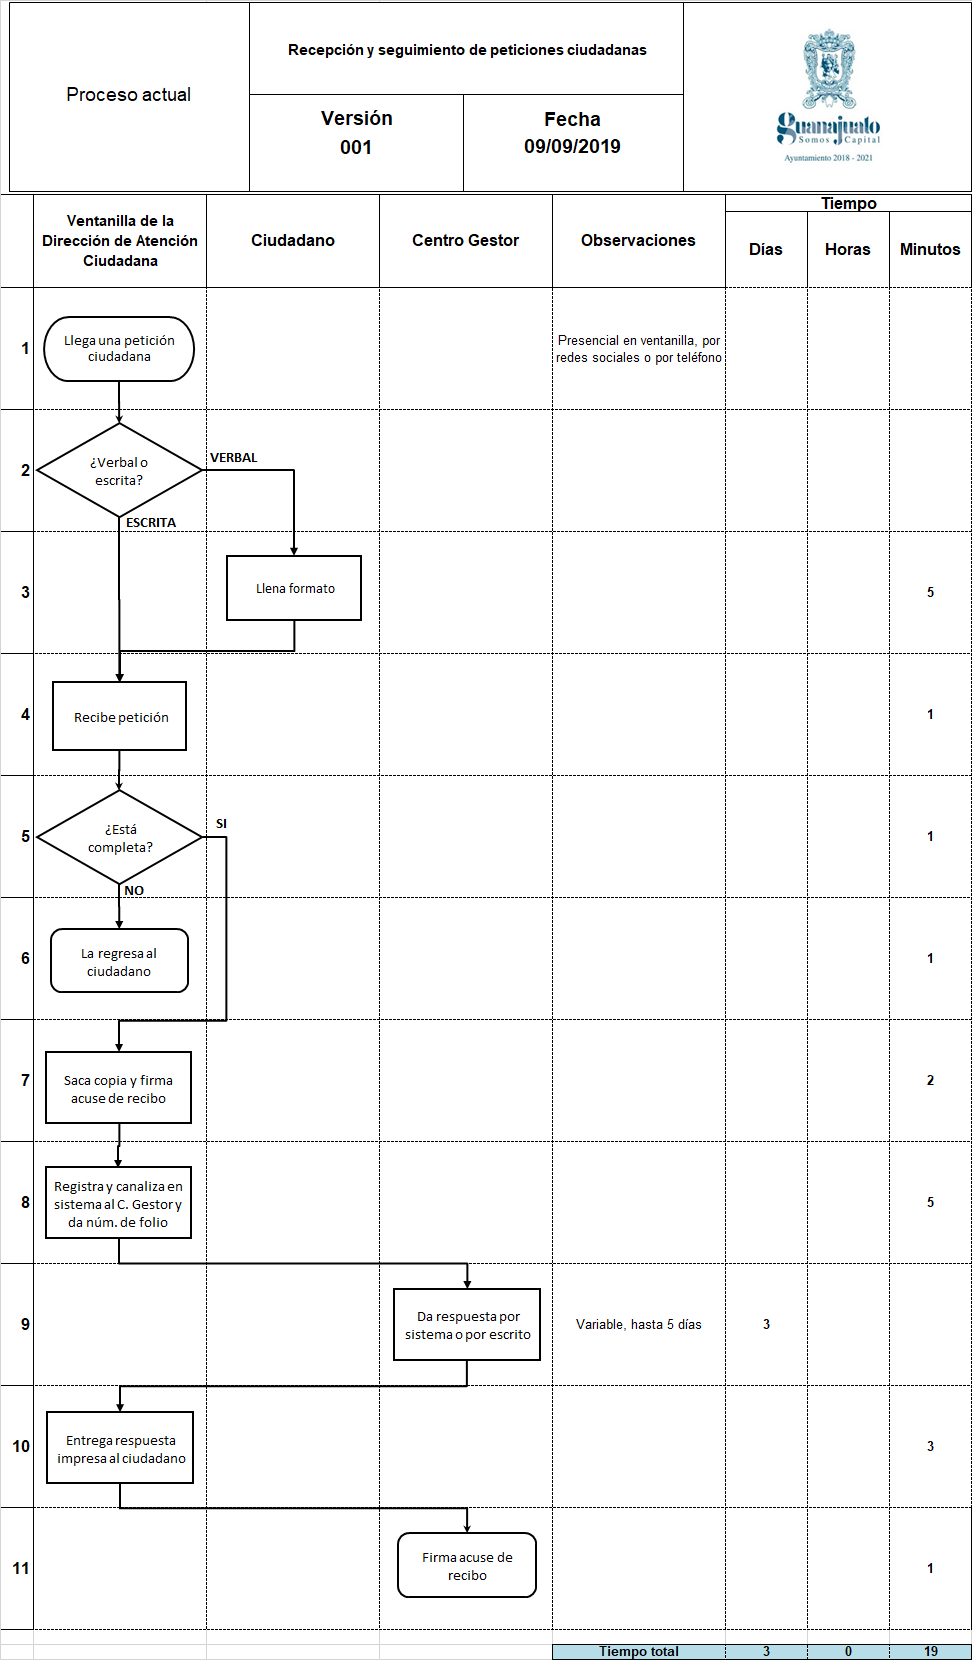 Proceso actual
Recepción y seguimiento de peticiones ciudadanas
Versión
001
Fecha
09/09/2019
Guanajuato
Somos Capital
Ayuntamiento 2018 - 2021
Ventanilla de la
Dirección de Atención
Ciudadana
Ciudadano
Centro Gestor
Observaciones
Tiempo
Días
Horas
Minutos
1
Llega una petición
ciudadana
Presencial en ventanilla, por
redes sociales o por teléfono
2
¿Verbal o
escrita?
VERBAL
ESCRITA
3
Llena formato
5
4
Recibe petición
1
5
¿Está
completa?
SI
NO
1
6
La regresa al
ciudadano
1
7
Saca copia y firma
acuse de recibo
2
8
Registra y canaliza en
sistema al C. Gestor y
da núm. de folio
5
9
Da respuesta por
sistema o por escrito
Variable, hasta 5 días
3
10
Entrega respuesta
impresa al ciudadano
3
11
Firma acuse de
recibo
1
Tiempo total 3 0 19